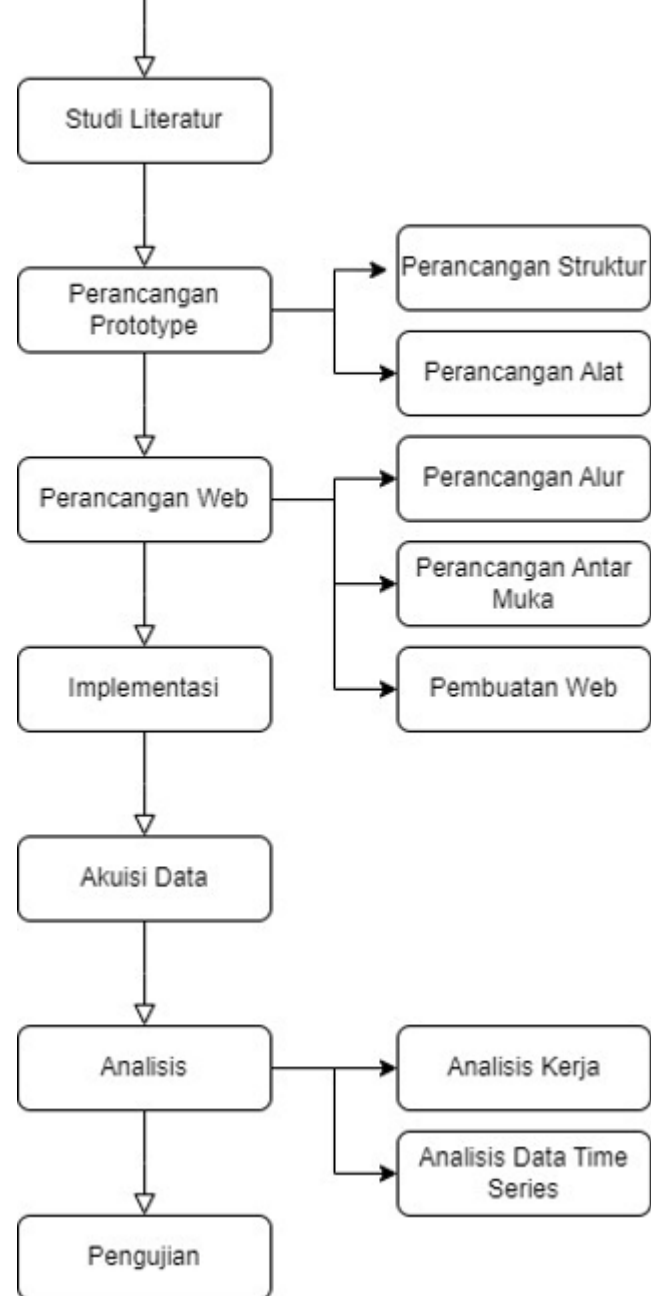 Studi Literatur
Perancangan
Prototype
Perancangan Struktur
Perancangan Alat
Perancangan Web
Perancangan Alur
Perancangan Antar
Muka
Pembuatan Web
Implementasi
Akuisi Data
Analisis
Analisis Kerja
Analisis Data Time
Series
Pengujian